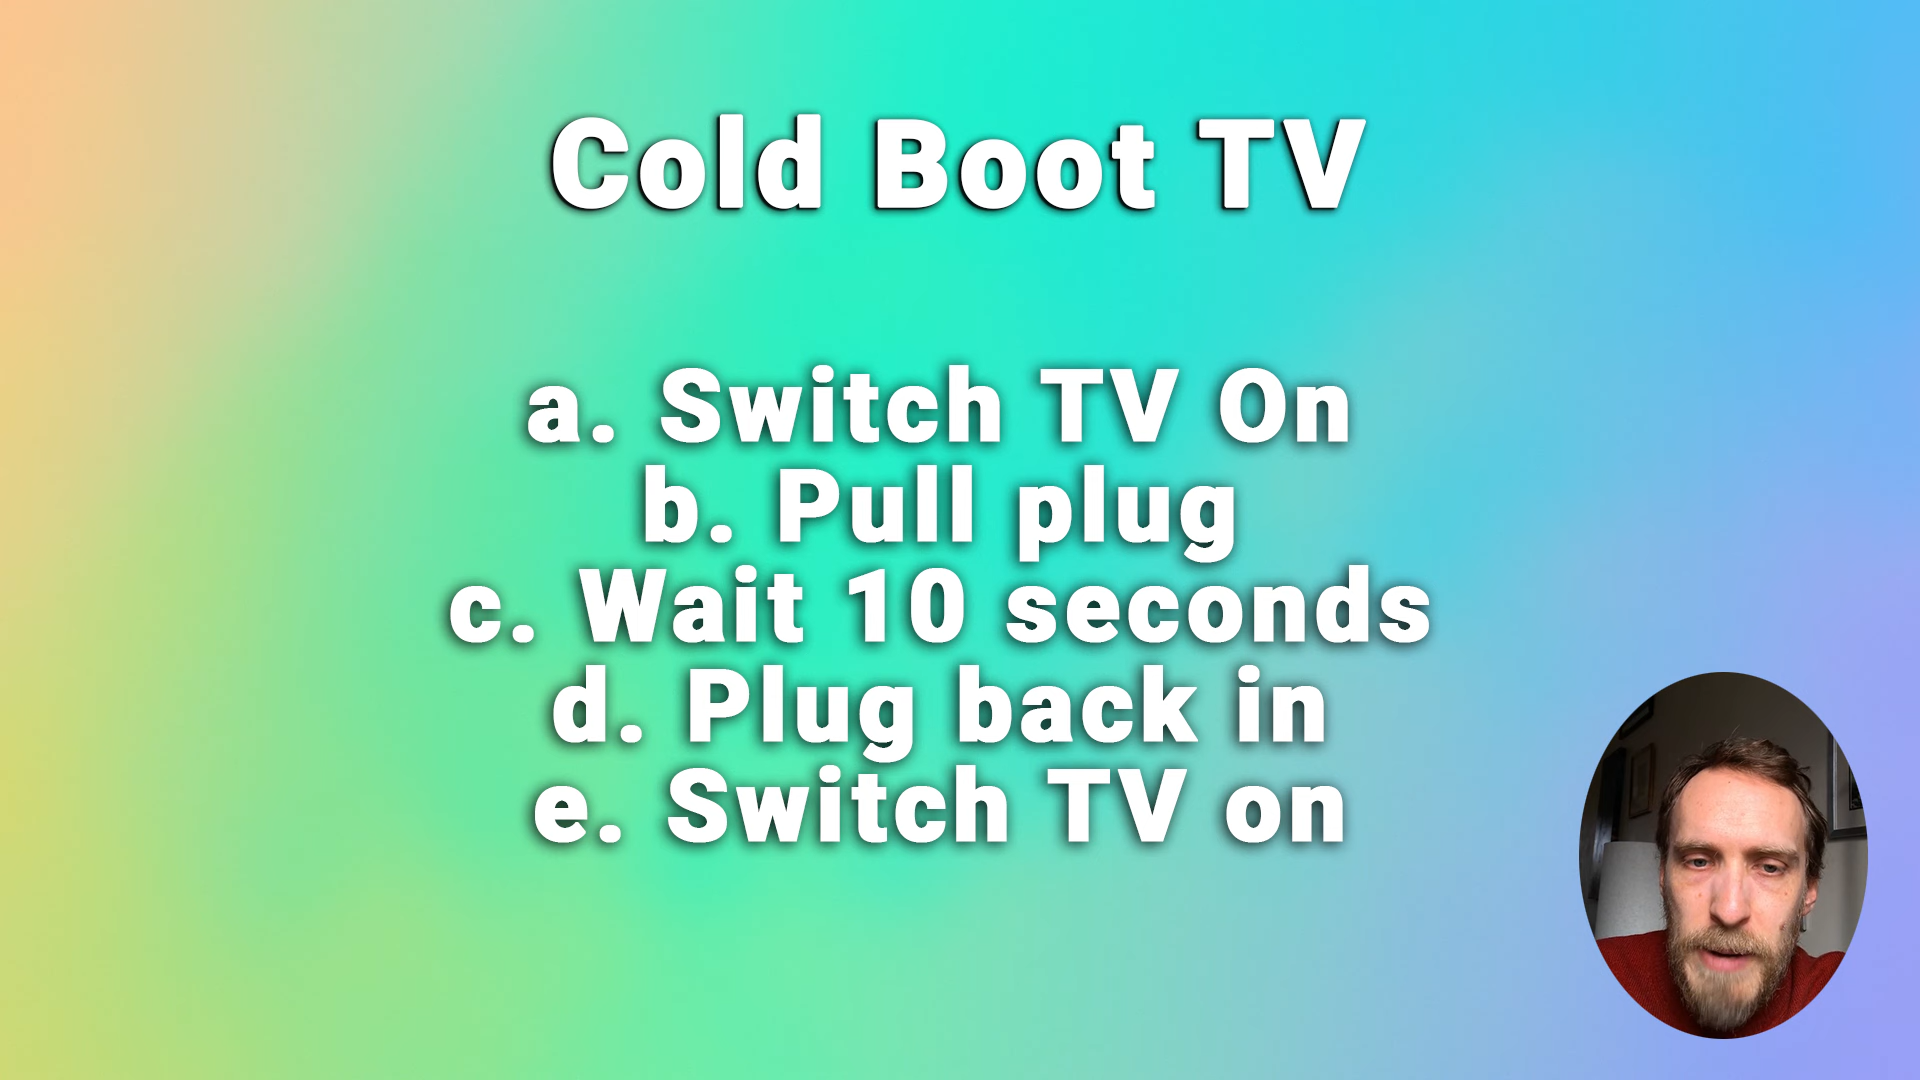 Cold Boot TV
a. Switch TV On
b. Pull plug
c. Wait 10 seconds
d. Plug back in
e. Switch TV on